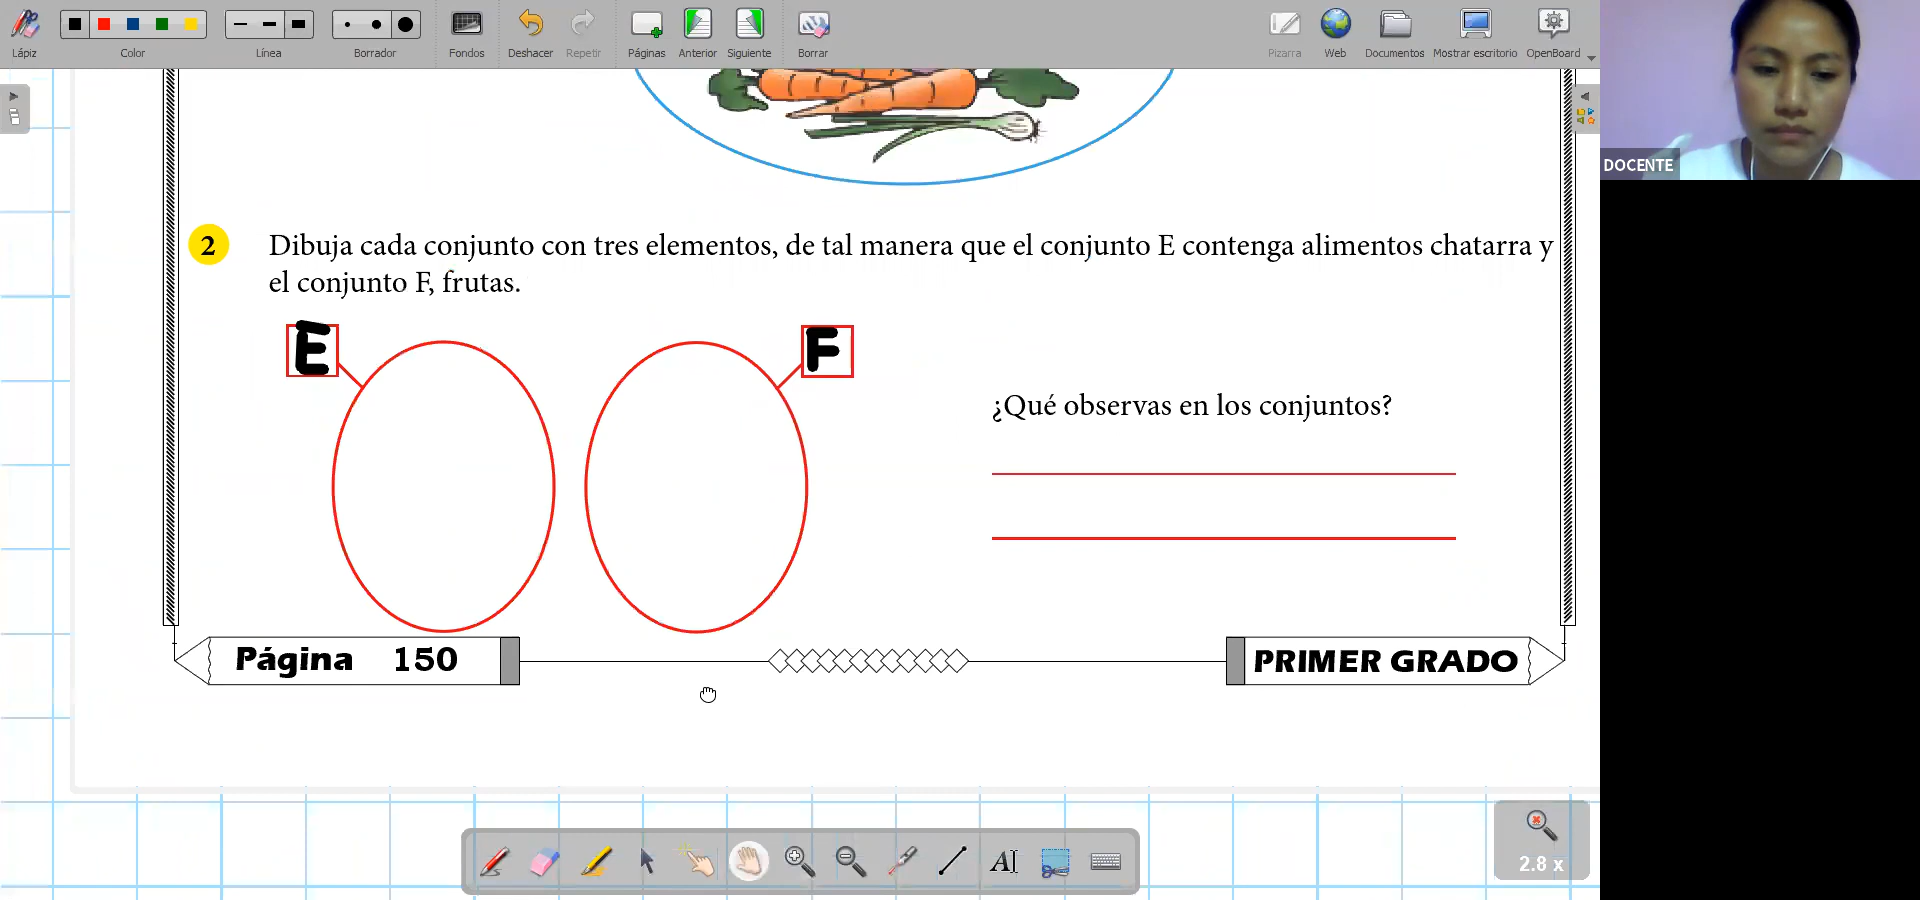 Lápiz
Color
Línea
Borrador
Fondos
Deshacer
Repetir
Páginas
Anterior
Siguiente
Borrar
Pizarra
Web
Documentos
Mostrar escritorio
OpenBoard
DOCENTE
2
Dibuja cada conjunto con tres elementos, de tal manera que el conjunto E contenga alimentos chatarra y
el conjunto F, frutas.
E
F
¿Qué observas en los conjuntos?
Página 150
PRIMER GRADO
AI
2.8 x